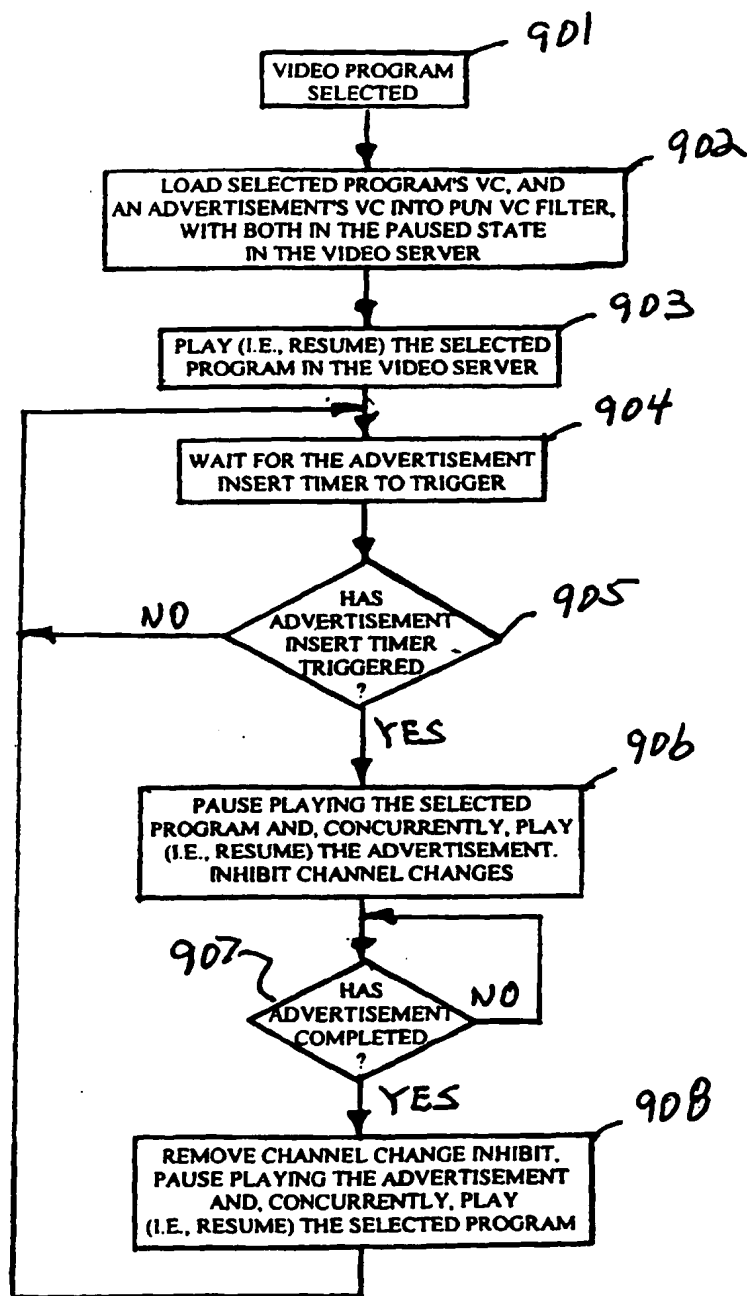 901
VIDEO PROGRAM
SELECTED
902
LOAD SELECTED PROGRAM'S VC, AND
AN ADVERTISEMENT'S VC INTO PUN VC FILTER,
WITH BOTH IN THE PAUSED STATE
IN THE VIDEO SERVER
903
PLAY (I.E., RESUME) THE SELECTED
PROGRAM IN THE VIDEO SERVER
904
WAIT FOR THE ADVERTISEMENT
INSERT TIMER TO TRIGGER
905
HAS
ADVERTISEMENT
INSERT TIMER
TRIGGERED
?
NO
YES
906
PAUSE PLAYING THE SELECTED
PROGRAM AND, CONCURRENTLY, PLAY
(I.E., RESUME) THE ADVERTISEMENT.
INHIBIT CHANNEL CHANGES
907
HAS
ADVERTISEMENT
COMPLETED
?
NO
YES
908
REMOVE CHANNEL CHANGE INHIBIT.
PAUSE PLAYING THE ADVERTISEMENT
AND, CONCURRENTLY, PLAY
(I.E., RESUME) THE SELECTED PROGRAM